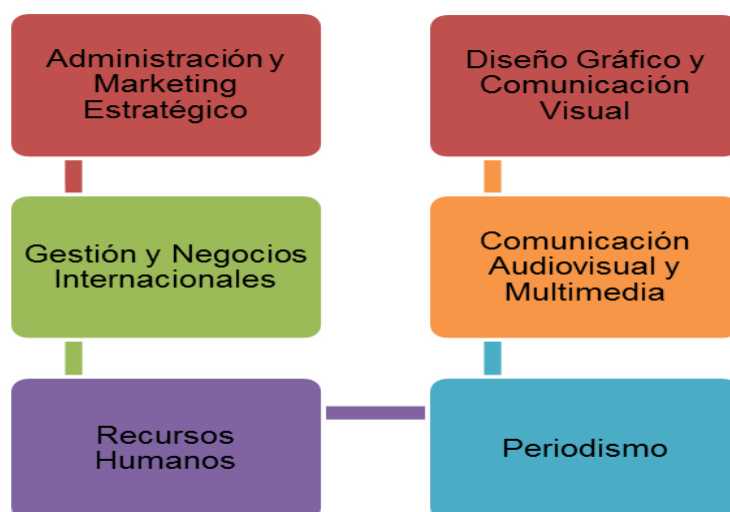 Administración y
Marketing
Estratégico
Gestión y Negocios
Internacionales
Recursos
Humanos
Periodismo
Comunicación
Audiovisual y
Multimedia
Diseño Gráfico y
Comunicación
Visual